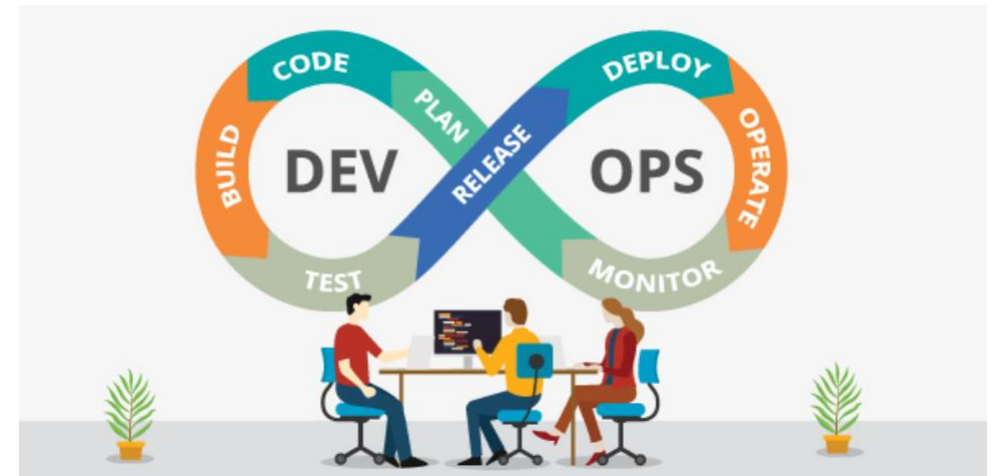 CODE
DEPLOY
PLAN
BUILD
DEV
RELEASE
OPS
OPERATE
TEST
MONITOR